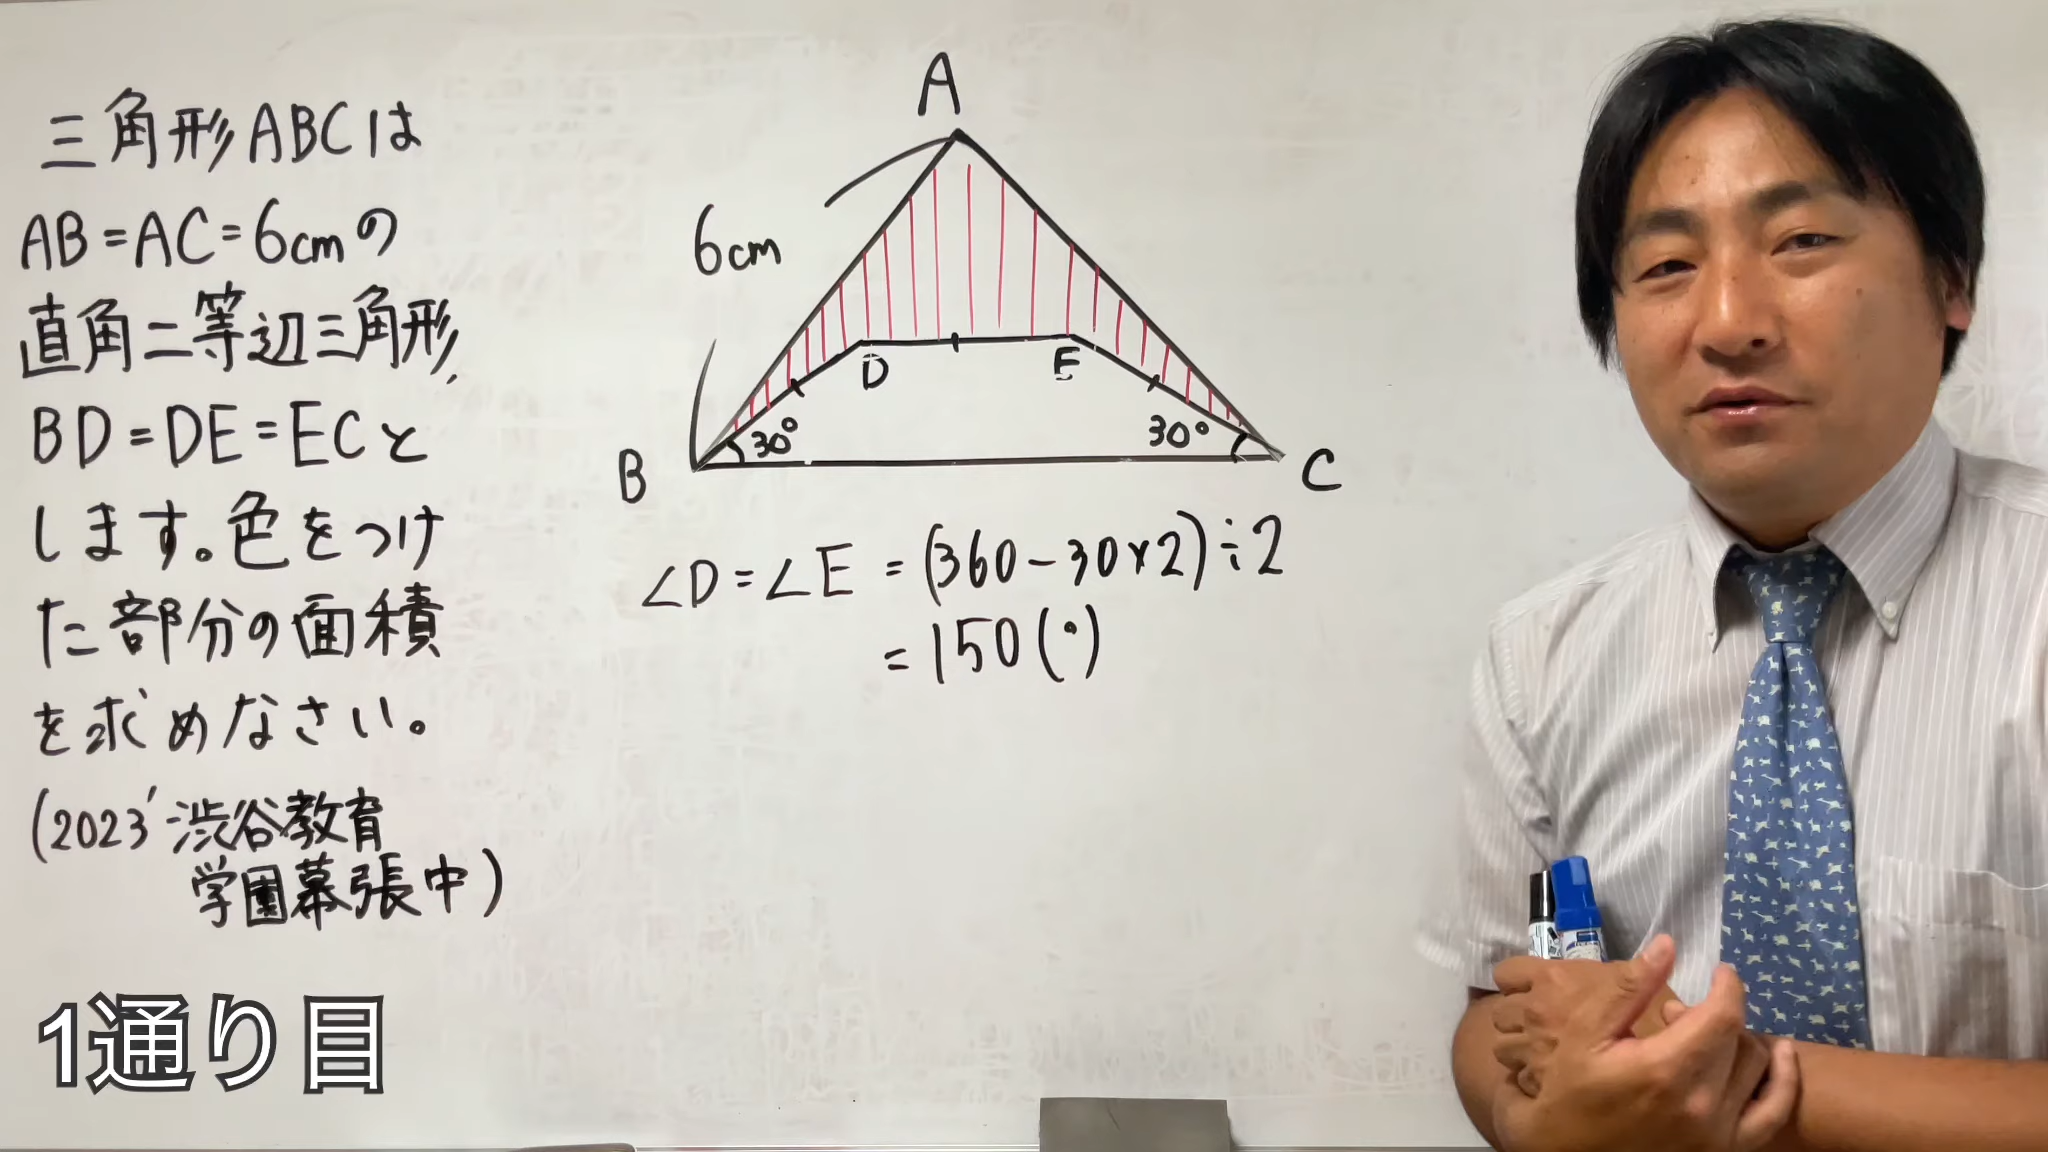 三角形ABCは
AB=AC=6cmの
直角二等辺三角形,
BD=DE=ECと
します。色をつけ
た部分の面積
を求めなさい。
(2023' 渋谷教育
学園幕張中)
1通り目
A
6cm
D
E
30°
30°
B
C
∠D=∠E=(360-30×2)÷2
=150(°)